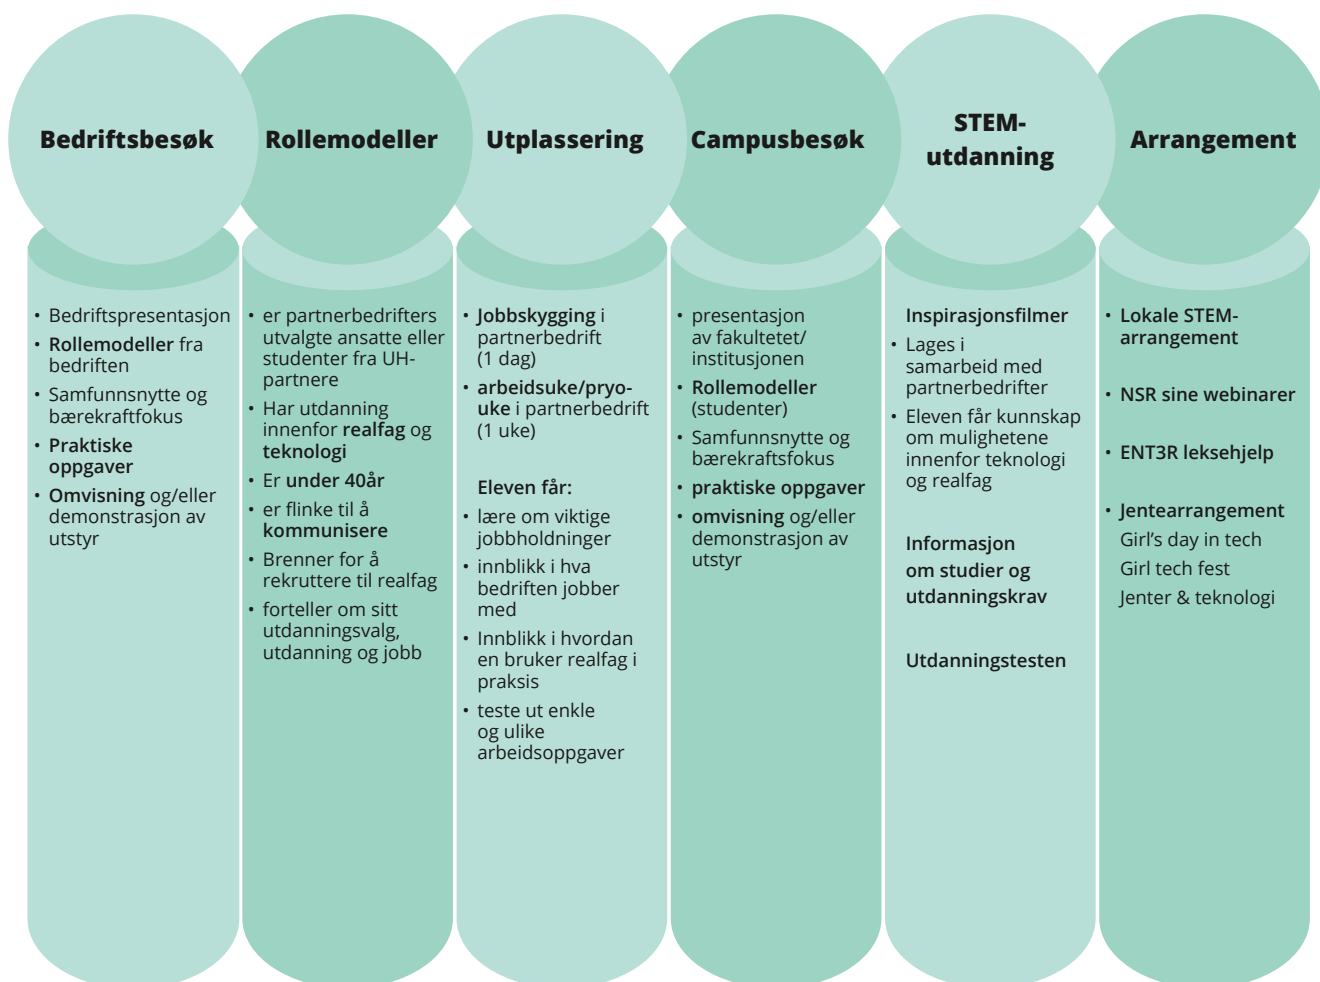 Bedriftsbesøk
• Bedriftspresentasjon
• Rollemodeller fra
bedriften
• Samfunnsnytte og
bærekraftfokus
• Praktiske
oppgaver
• Omvisning og/eller
demonstrasjon av
utstyr
Rollemodeller
• er partnerbedrifters
utvalgte ansatte eller
studenter fra UH-
partnere
• Har utdanning
innenfor realfag og
teknologi
• Er under 40år
• er flinke til å
kommunisere
• Brenner for å
rekruttere til realfag
• forteller om sitt
utdanningsvalg,
utdanning og jobb
Utplassering
• Jobbskygging i
partnerbedrift
(1 dag)
• arbeidsuke/pryo-
uke i partnerbedrift
(1 uke)
Eleven får:
• lære om viktige
jobbholdninger
• innblikk i hva
bedriften jobber
med
• Innblikk i hvordan
en bruker realfag i
praksis
• teste ut enkle
og ulike
arbeidsoppgaver
Campusbesøk
• presentasjon
av fakultetet/
institusjonen
• Rollemodeller
(studenter)
• Samfunnsnytte og
bærekraftsfokus
• praktiske oppgaver
• omvisning og/eller
demonstrasjon av
utstyr
STEM-
utdanning
Inspirasjonsfilmer
• Lages i
samarbeid med
partnerbedrifter
• Eleven får kunnskap
om mulighetene
innenfor teknologi
og realfag
Informasjon
om studier og
utdanningskrav
Utdanningstesten
Arrangement
• Lokale STEM-
arrangement
• NSR sine webinarer
• ENT3R leksehjelp
• Jentearrangement
Girl’s day in tech
Girl tech fest
Jenter & teknologi